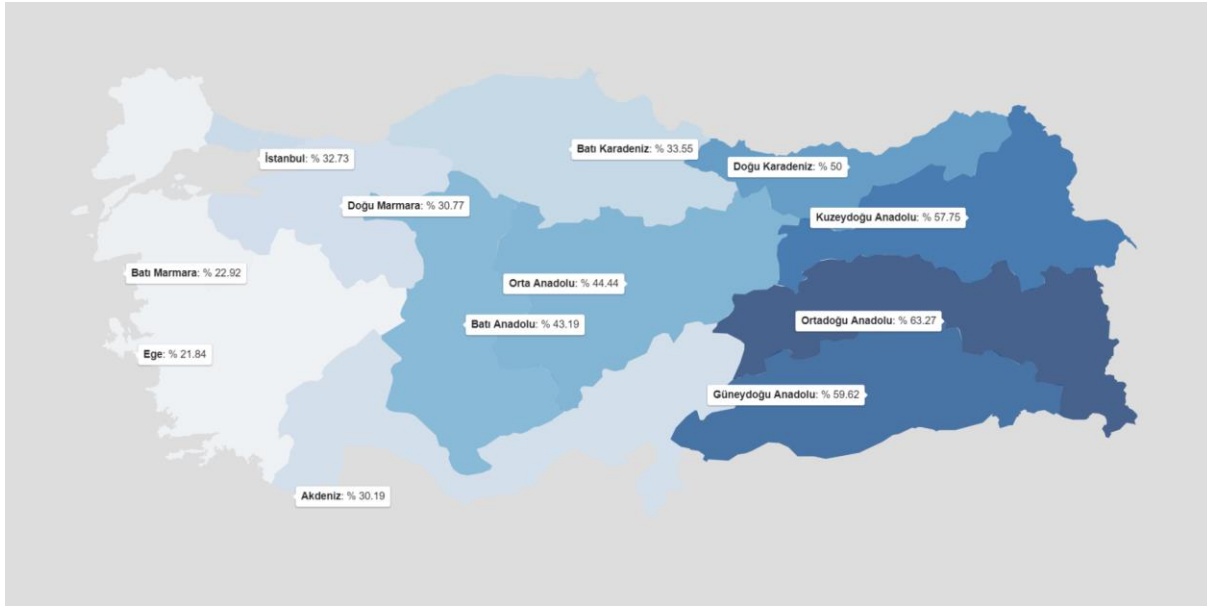 Batı Karadeniz: % 33.55
İstanbul: % 32.73
Doğu Karadeniz: % 50
Doğu Marmara: % 30.77
Kuzeydoğu Anadolu: % 57.75
Batı Marmara: % 22.92
Orta Anadolu: % 44.44
Ortadoğu Anadolu: % 63.27
Batı Anadolu: % 43.19
Ege: % 21.84
Güneydoğu Anadolu: % 59.62
Akdeniz: % 30.19